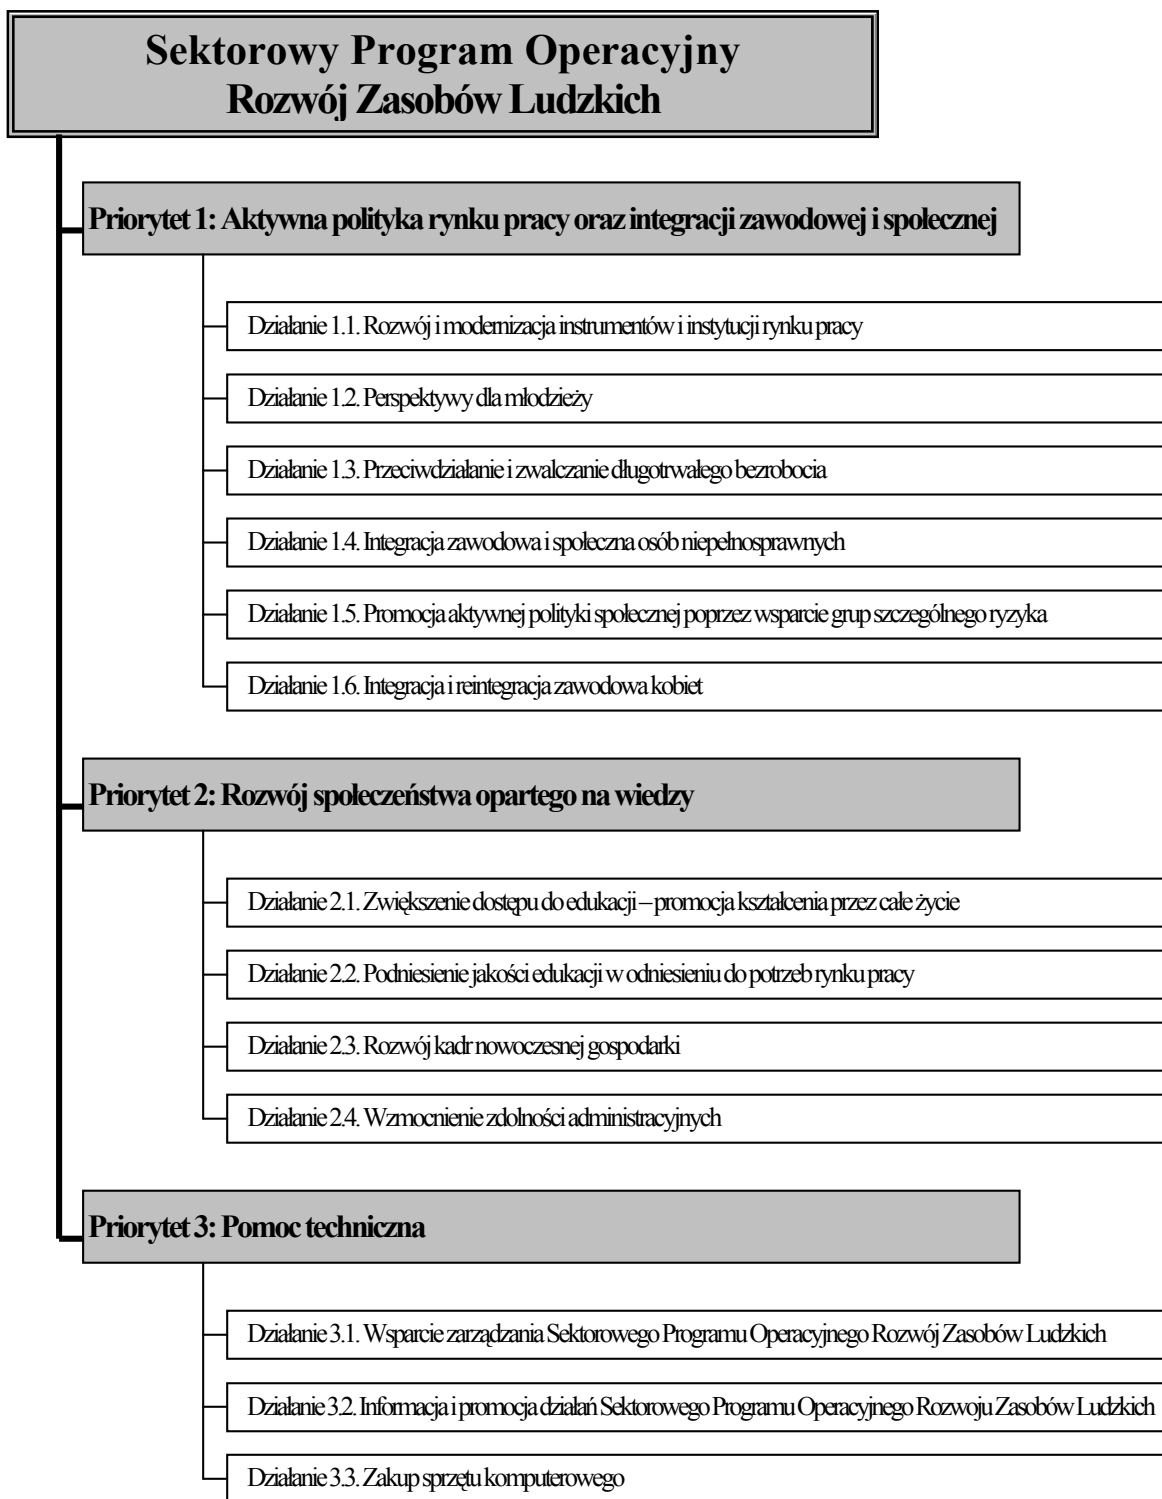 Sektorowy Program Operacyjny
Rozwój Zasobów Ludzkich
Priorytet 1: Aktywna polityka rynku pracy oraz integracji zawodowej i społecznej
Działanie 1.1. Rozwój i modernizacja instrumentów i instytucji rynku pracy
Działanie 1.2. Perspektywy dla młodzieży
Działanie 1.3. Przeciwdziałanie i zwalczanie długotrwałego bezrobocia
Działanie 1.4. Integracja zawodowa i społeczna osób niepełnosprawnych
Działanie 1.5. Promocja aktywnej polityki społecznej poprzez wsparcie grup szczególnego ryzyka
Działanie 1.6. Integracja i reintegracja zawodowa kobiet
Priorytet 2: Rozwój społeczeństwa opartego na wiedzy
Działanie 2.1. Zwiększenie dostępu do edukacji – promocja kształcenia przez całe życie
Działanie 2.2. Podniesienie jakości edukacji w odniesieniu do potrzeb rynku pracy
Działanie 2.3. Rozwój kadr nowoczesnej gospodarki
Działanie 2.4. Wzmocnienie zdolności administracyjnych
Priorytet 3: Pomoc techniczna
Działanie 3.1. Wsparcie zarządzania Sektorowego Programu Operacyjnego Rozwój Zasobów Ludzkich
Działanie 3.2. Informacja i promocja działań Sektorowego Programu Operacyjnego Rozwoju Zasobów Ludzkich
Działanie 3.3. Zakup sprzętu komputerowego